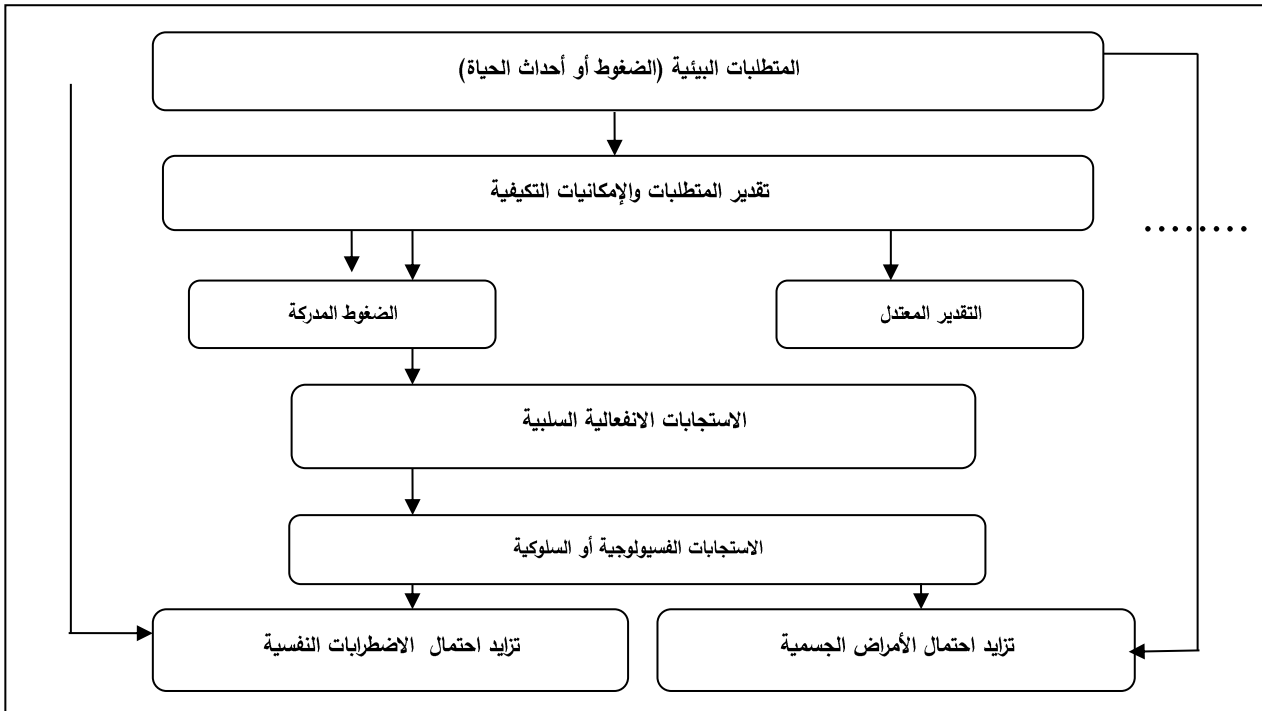 المتطلبات البيئية (الضغوط أو أحداث الحياة)
تقدير المتطلبات والإمكانيات التكيفية
........
التقدير المعتدل
الضغوط المدركة
الاستجابات الانفعالية السلبية
الاستجابات الفسيولوجية أو السلوكية
تزايد احتمال الأمراض الجسمية
تزايد احتمال الاضطرابات النفسية